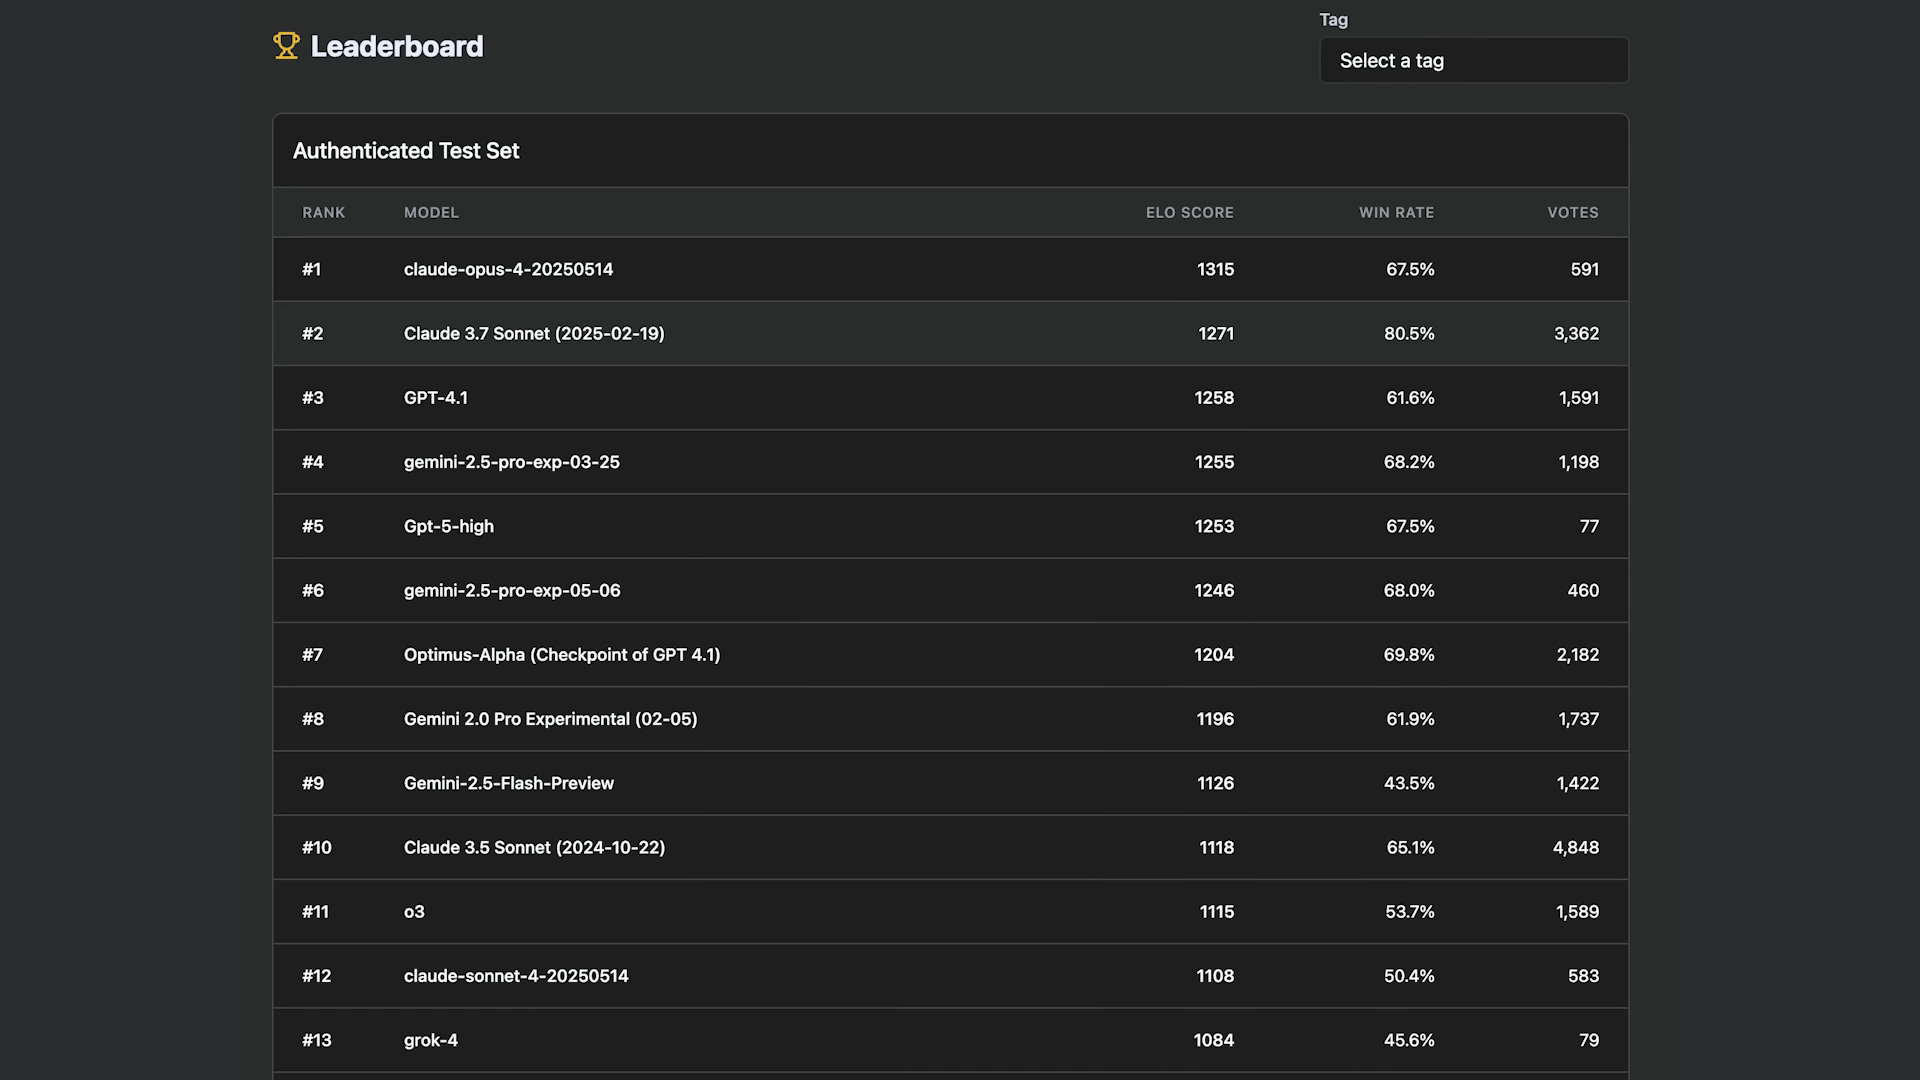 Leaderboard
Tag
Select a tag
Authenticated Test Set
RANK MODEL ELO SCORE WIN RATE VOTES
#1 claude-opus-4-20250514 1315 67.5% 591
#2 Claude 3.7 Sonnet (2025-02-19) 1271 80.5% 3,362
#3 GPT-4.1 1258 61.6% 1,591
#4 gemini-2.5-pro-exp-03-25 1255 68.2% 1,198
#5 Gpt-5-high 1253 67.5% 77
#6 gemini-2.5-pro-exp-05-06 1246 68.0% 460
#7 Optimus-Alpha (Checkpoint of GPT 4.1) 1204 69.8% 2,182
#8 Gemini 2.0 Pro Experimental (02-05) 1196 61.9% 1,737
#9 Gemini-2.5-Flash-Preview 1126 43.5% 1,422
#10 Claude 3.5 Sonnet (2024-10-22) 1118 65.1% 4,848
#11 o3 1115 53.7% 1,589
#12 claude-sonnet-4-20250514 1108 50.4% 583
#13 grok-4 1084 45.6% 79